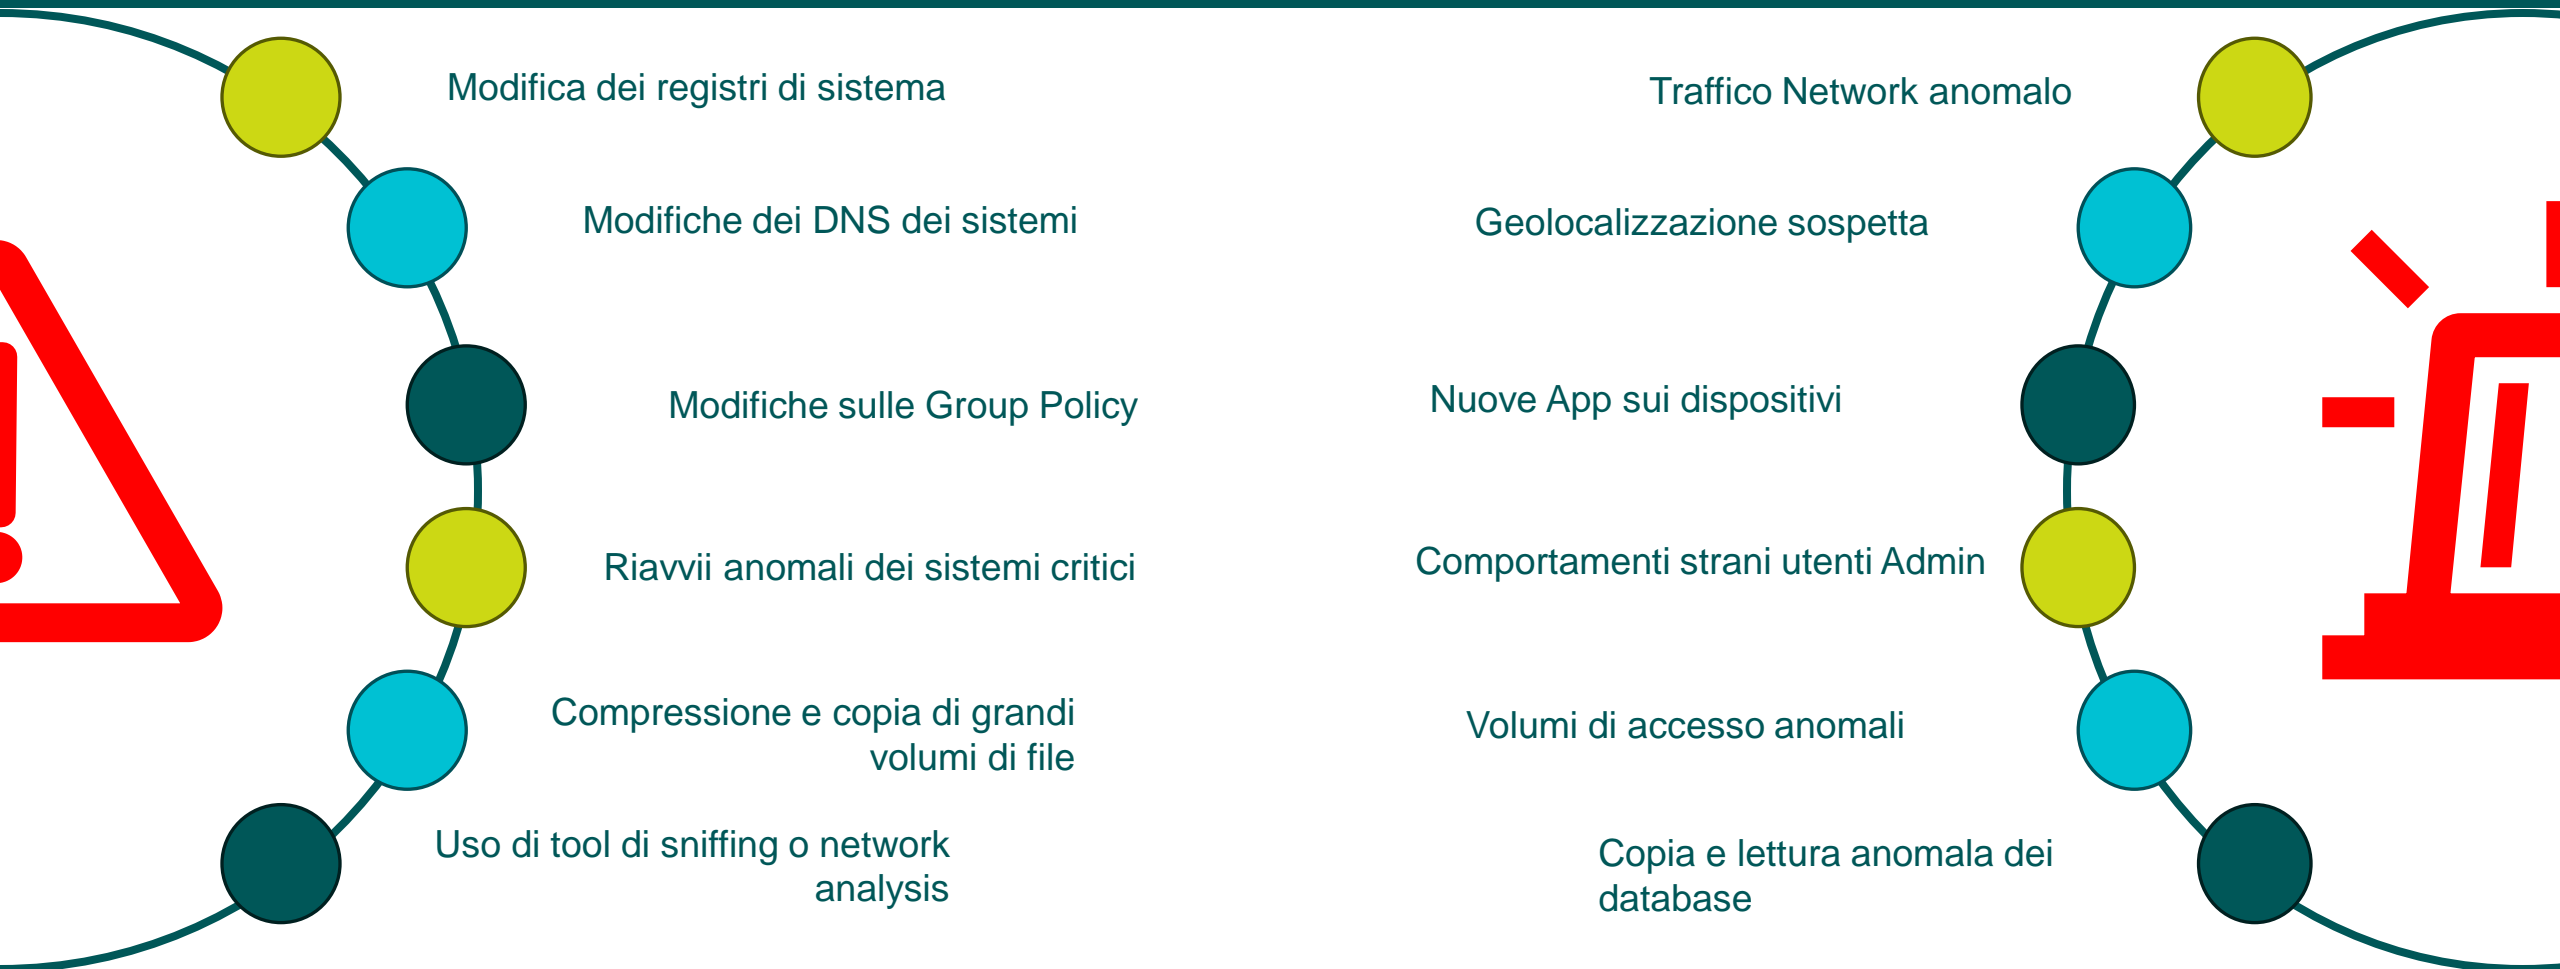 Modifica dei registri di sistema
Modifiche dei DNS dei sistemi
Modifiche sulle Group Policy
Riavvii anomali dei sistemi critici
Compressione e copia di grandi
volumi di file
Uso di tool di sniffing o network
analysis
Traffico Network anomalo
Geolocalizzazione sospetta
Nuove App sui dispositivi
Comportamenti strani utenti Admin
Volumi di accesso anomali
Copia e lettura anomala dei
database